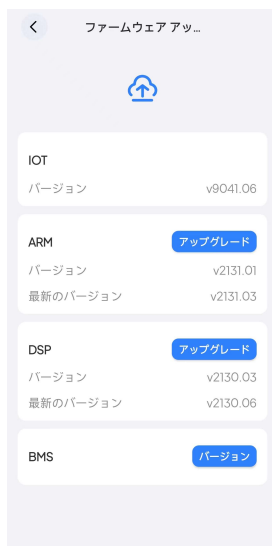 ファームウェア アッ...
IOT
バージョン v9041.06
ARM アップグレード
バージョン v2131.01
最新のバージョン v2131.03
DSP アップグレード
バージョン v2130.03
最新のバージョン v2130.06
BMS バージョン